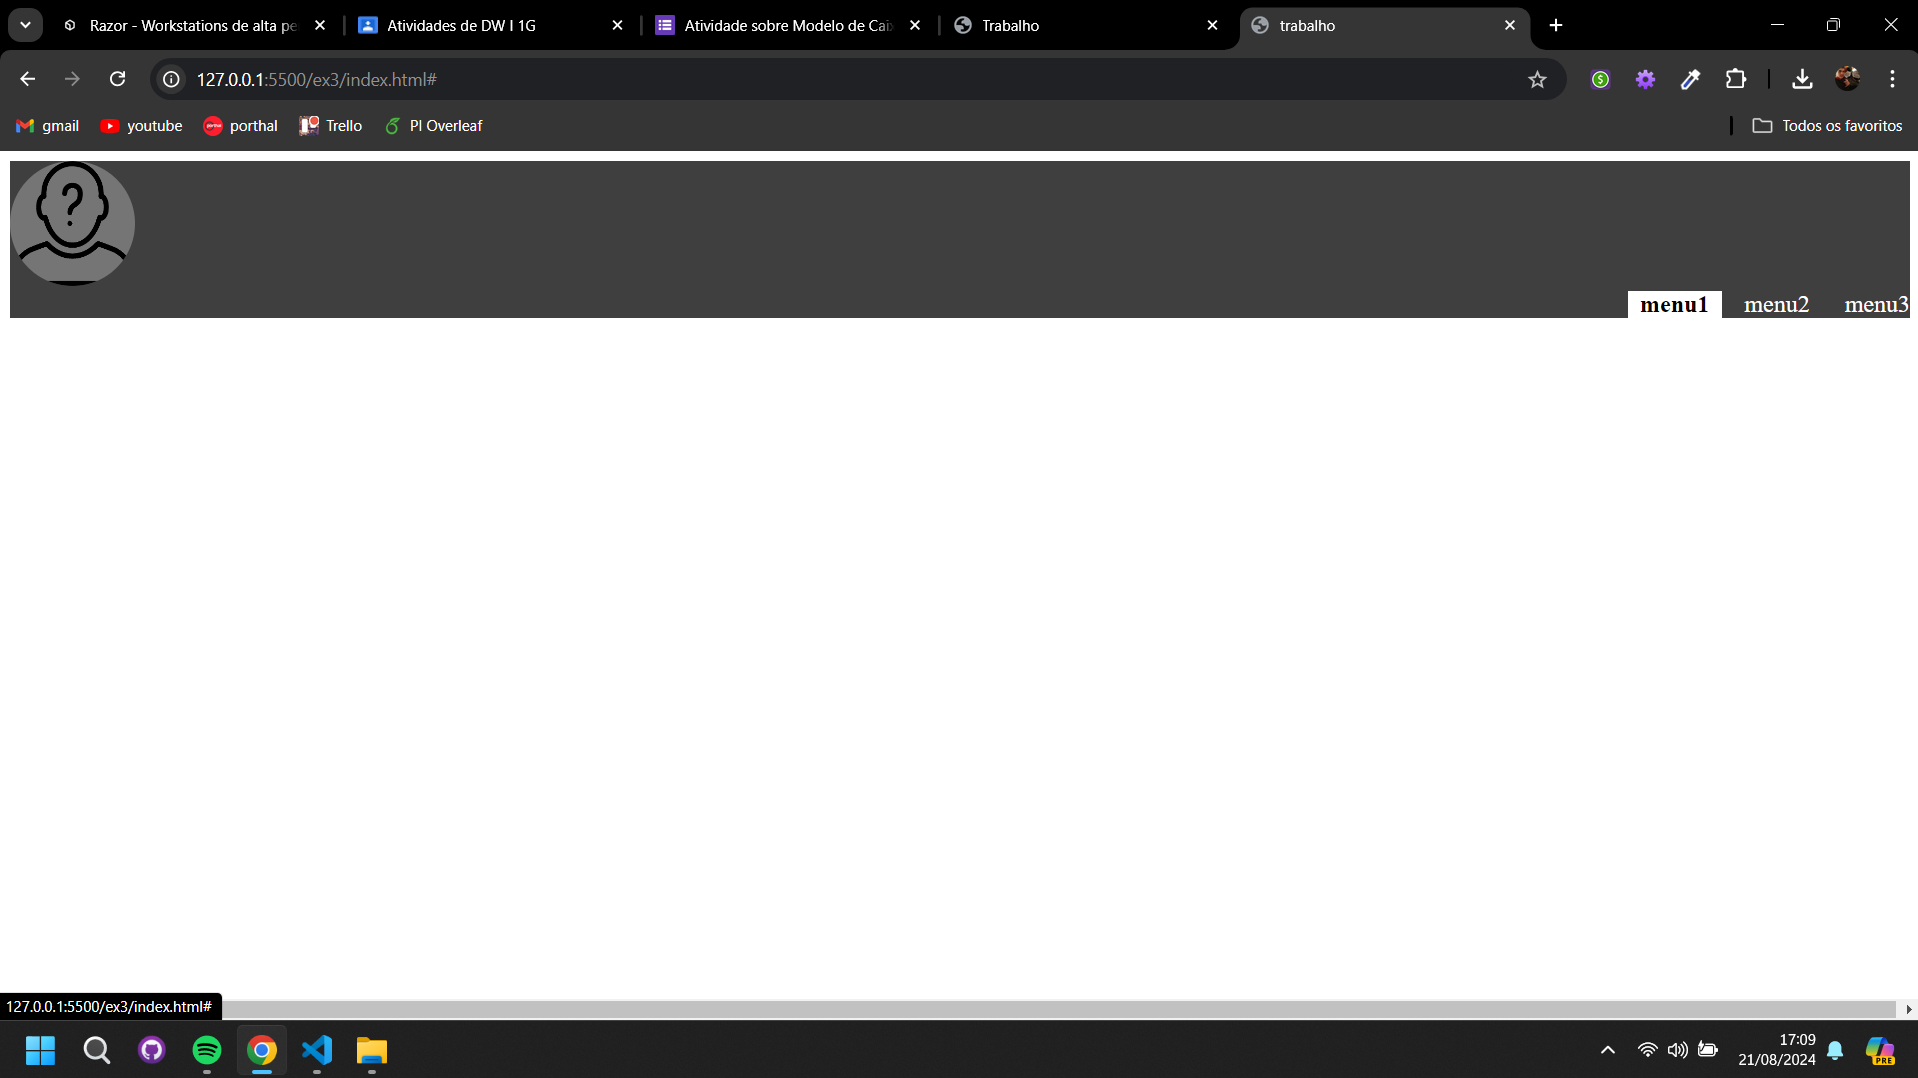 Razor - Workstations de alta pe
Atividades de DW I 1G
Atividade sobre Modelo de Cai
Trabalho
trabalho
127.0.0.1:5500/ex3/index.html#
gmail
youtube
porthal
Trello
PI Overleaf
Todos os favoritos
?
menu1
menu2
menu3
127.0.0.1:5500/ex3/index.html#
17:09
21/08/2024
PRE